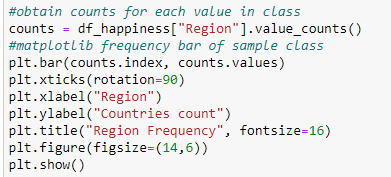 #obtain counts for each value in class
counts = df_happiness["Region"].value_counts()
#matplotlib frequency bar of sample class
plt.bar(counts.index, counts.values)
plt.xticks(rotation=90)
plt.xlabel("Region")
plt.ylabel("Countries count")
plt.title("Region Frequency", fontsize=16)
plt.figure(figsize=(14,6))
plt.show()